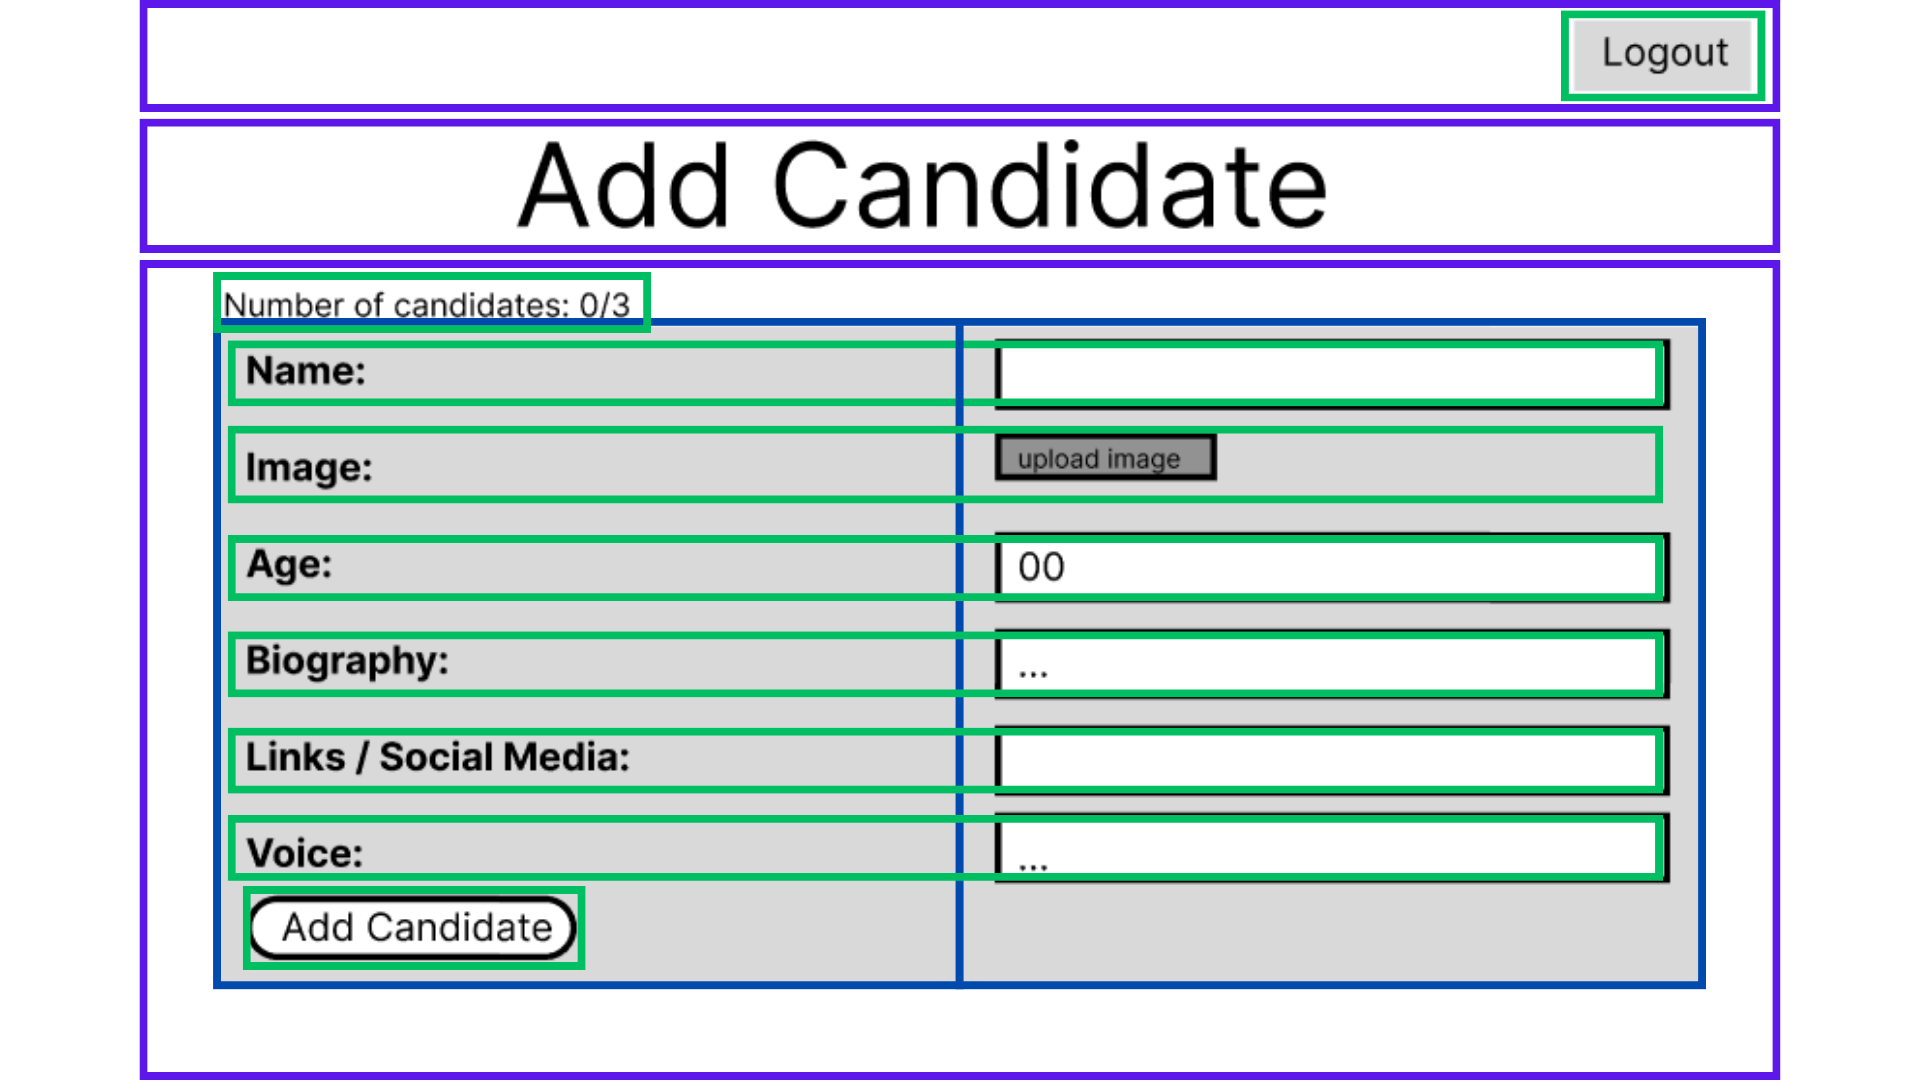 Logout
Add Candidate
Number of candidates: 0/3
Name:
Image: upload image
Age: 00
Biography: ...
Links / Social Media:
Voice: ...
Add Candidate